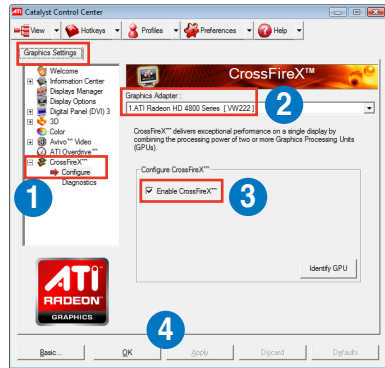 Catalyst Control Center
View Hotkeys Profiles Preferences Help
Graphics Settings
Welcome
Information Center
Displays Manager
Display Options
Digital Panel (DVI) 3
3D
Color
Avivo™ Video
ATI Overdrive™
CrossFireX™
Configure
Diagnostics
1
ATI
RADEON
GRAPHICS
CrossFireX™
Graphics Adapter :
1.ATI Radeon HD 4800 Series [ VW222 ]
2
CrossFireX™ delivers exceptional perfomance on a single display by
combining the processing power of two or more Graphics Processing Units
(GPUs).
Configure CrossFireX™
Enable CrossFireX™
3
Identify GPU
4
Basic... OK Apply Discard Defaults